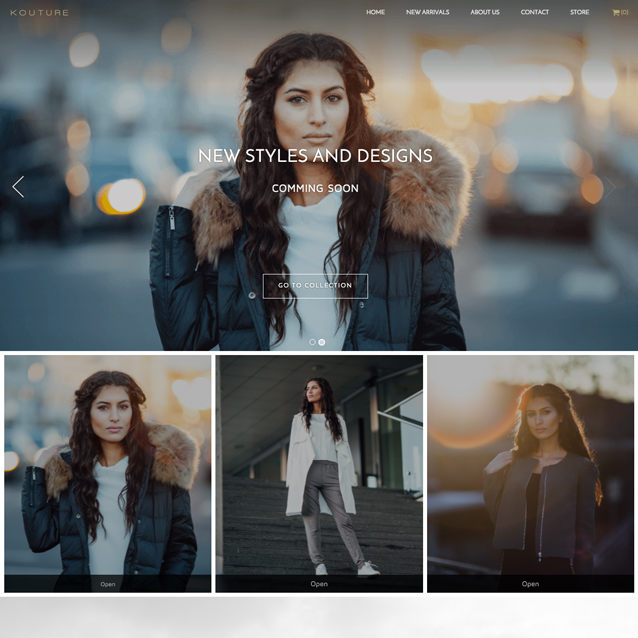 KOUTURE
HOME NEW ARRIVALS ABOUT US CONTACT STORE (0)
NEW STYLES AND DESIGNS
COMMING SOON
GO TO COLLECTION
Open Open Open